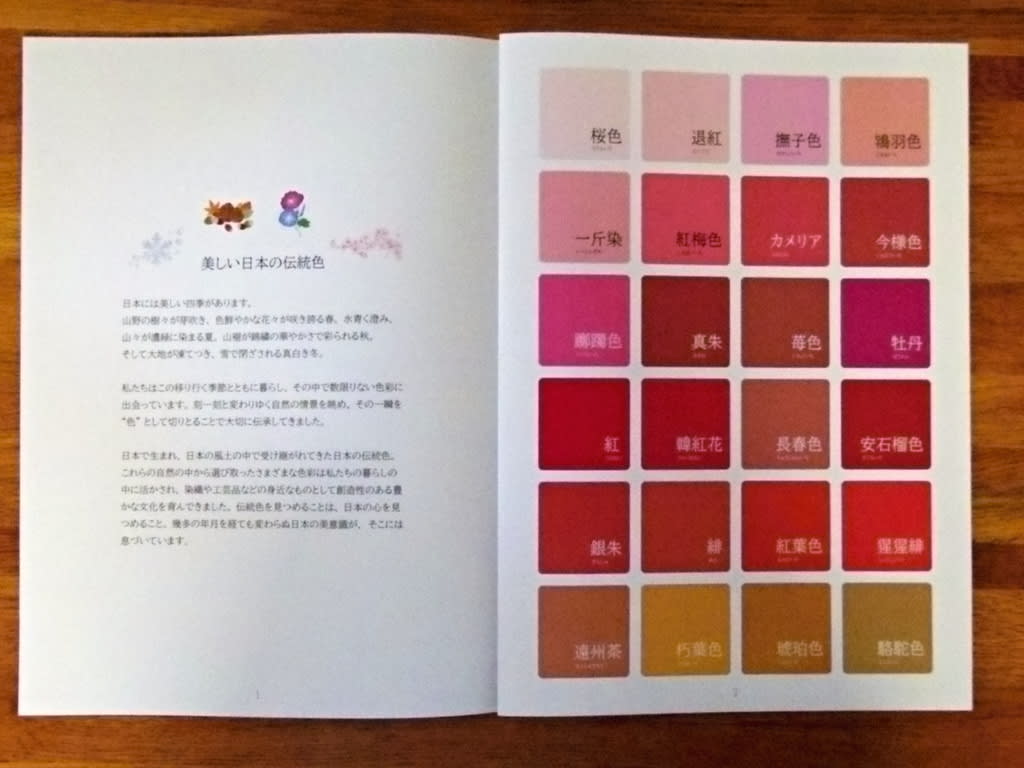 美しい日本の伝統色
日本には美しい四季があります。
山野の樹々が芽吹き、色鮮やかな花々が咲き誇る春、水青く澄み、
山々が濃緑に染まる夏。山樹が錦繍の華やかさで彩られる秋。
そして大地が凍てつき、雪で閉ざされる真白き冬。
私たちはこの移り行く季節とともに暮らし、その中で数限りない色彩に
出会っています。刻一刻と変わりゆく自然の情景を眺め、その一瞬を
“色”として切りとることで大切に伝承してきました。
日本で生まれ、日本の風土の中で受け継がれてきた日本の伝統色。
これらの自然の中から選び取ったさまざまな色彩は私たちの暮らしの
中に活かされ、染織や工芸品などの身近なものとして創造性のある豊
かな文化を育んできました。伝統色を見つめることは、日本の心を見
つめること。幾多の年月を経ても変わらぬ日本の美意識が、そこには
息づいています。
1
桜色
退紅
撫子色
鴇羽色
一斤染
紅梅色
カメリア
今様色
躑躅色
真朱
苺色
牡丹
紅
韓紅花
長春色
安石榴色
銀朱
緋
紅葉色
猩猩緋
遠州茶
朽葉色
琥珀色
駱駝色
2